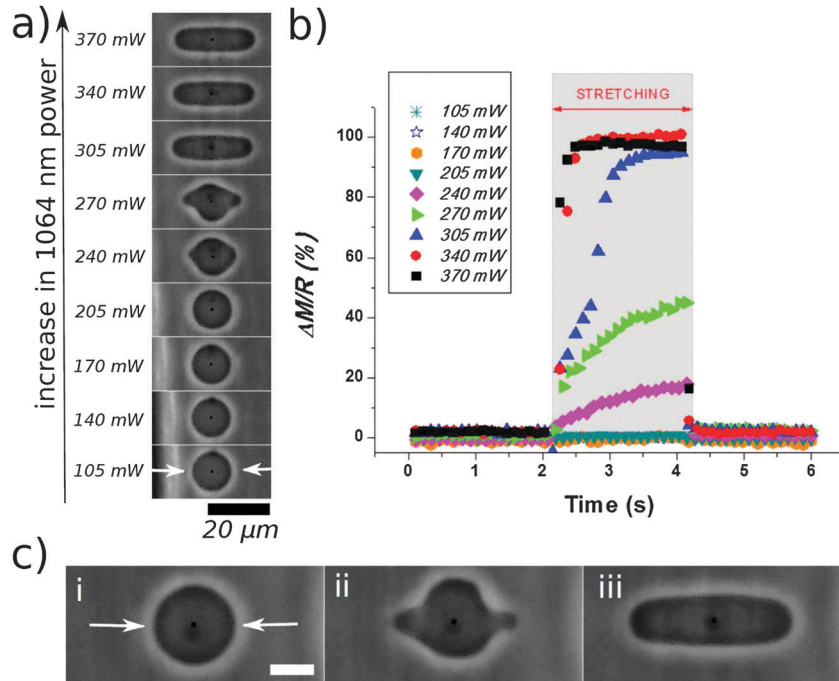 a)
increase in 1064 nm power
370 mW
340 mW
305 mW
270 mW
240 mW
205 mW
170 mW
140 mW
105 mW
20 μm
b)
STRETCHING
105 mW
140 mW
170 mW
205 mW
240 mW
270 mW
305 mW
340 mW
370 mW
ΔM/R (%)
100
80
60
40
20
0
0
1
2
3
4
5
6
Time (s)
c)
i
ii
iii